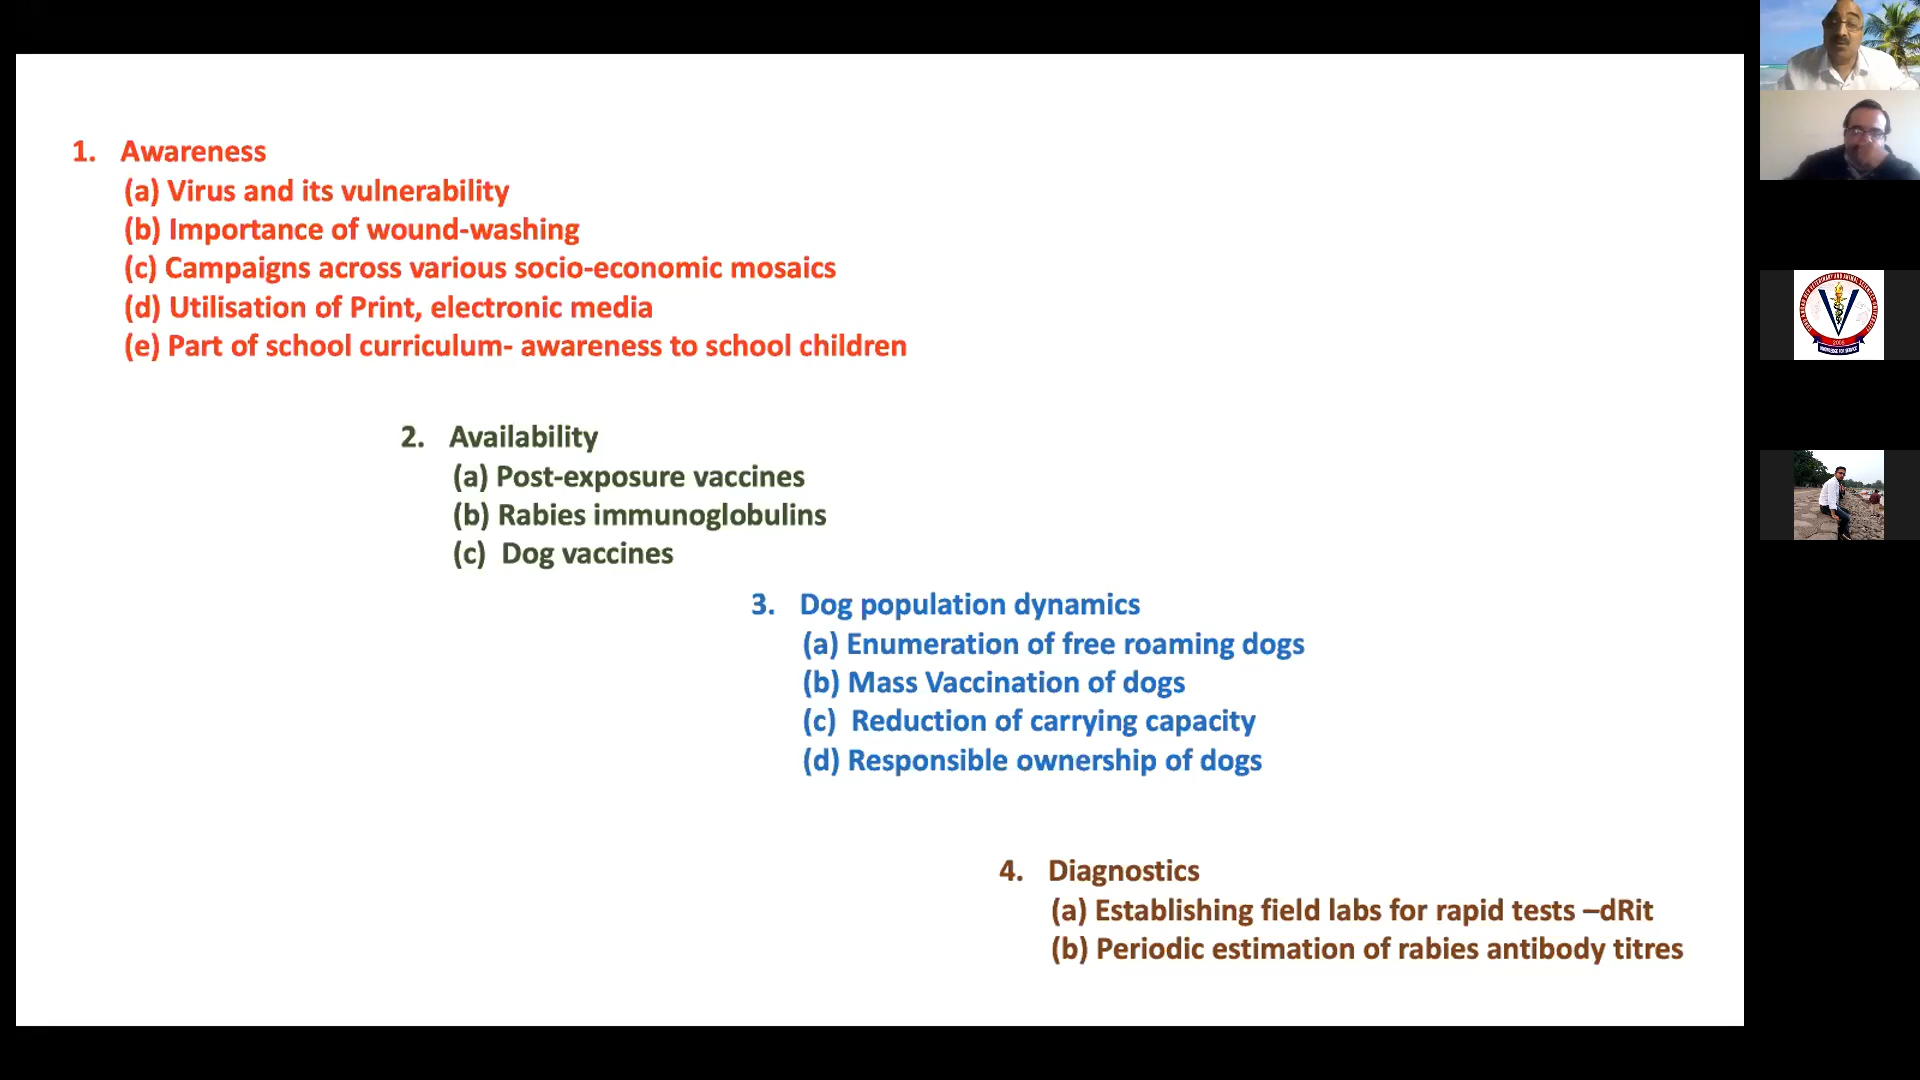 1. Awareness
(a) Virus and its vulnerability
(b) Importance of wound-washing
(c) Campaigns across various socio-economic mosaics
(d) Utilisation of Print, electronic media
(e) Part of school curriculum- awareness to school children
2. Availability
(a) Post-exposure vaccines
(b) Rabies immunoglobulins
(c) Dog vaccines
3. Dog population dynamics
(a) Enumeration of free roaming dogs
(b) Mass Vaccination of dogs
(c) Reduction of carrying capacity
(d) Responsible ownership of dogs
4. Diagnostics
(a) Establishing field labs for rapid tests –dRit
(b) Periodic estimation of rabies antibody titres